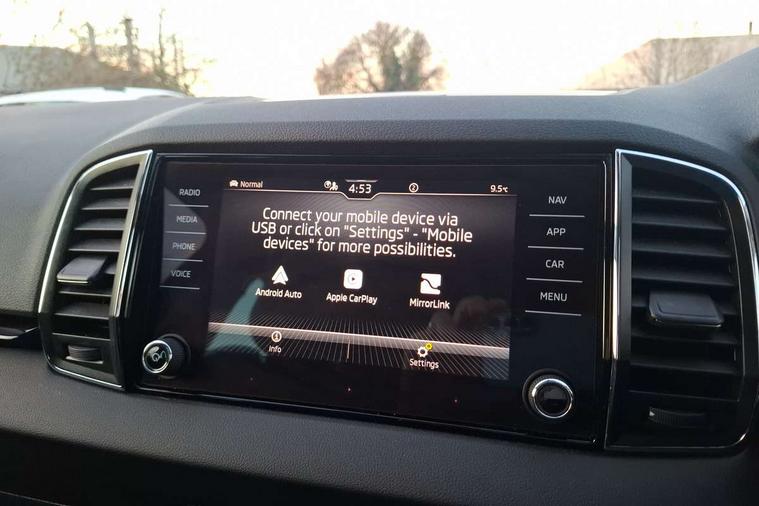 RADIO
MEDIA
PHONE
VOICE
Normal
4:53
2
9.5°C
Connect your mobile device via
USB or click on "Settings" - "Mobile
devices" for more possibilities.
Android Auto
Apple CarPlay
MirrorLink
Info
Settings
NAV
APP
CAR
MENU